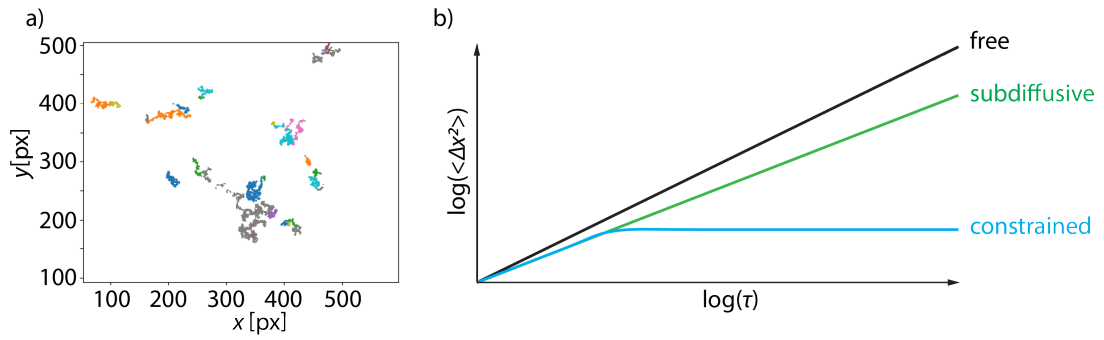 a)
500
400
300
200
100
y[px]
100 200 300 400 500
x [px]
b)
log(<Δx²>)
log(τ)
free
subdiffusive
constrained